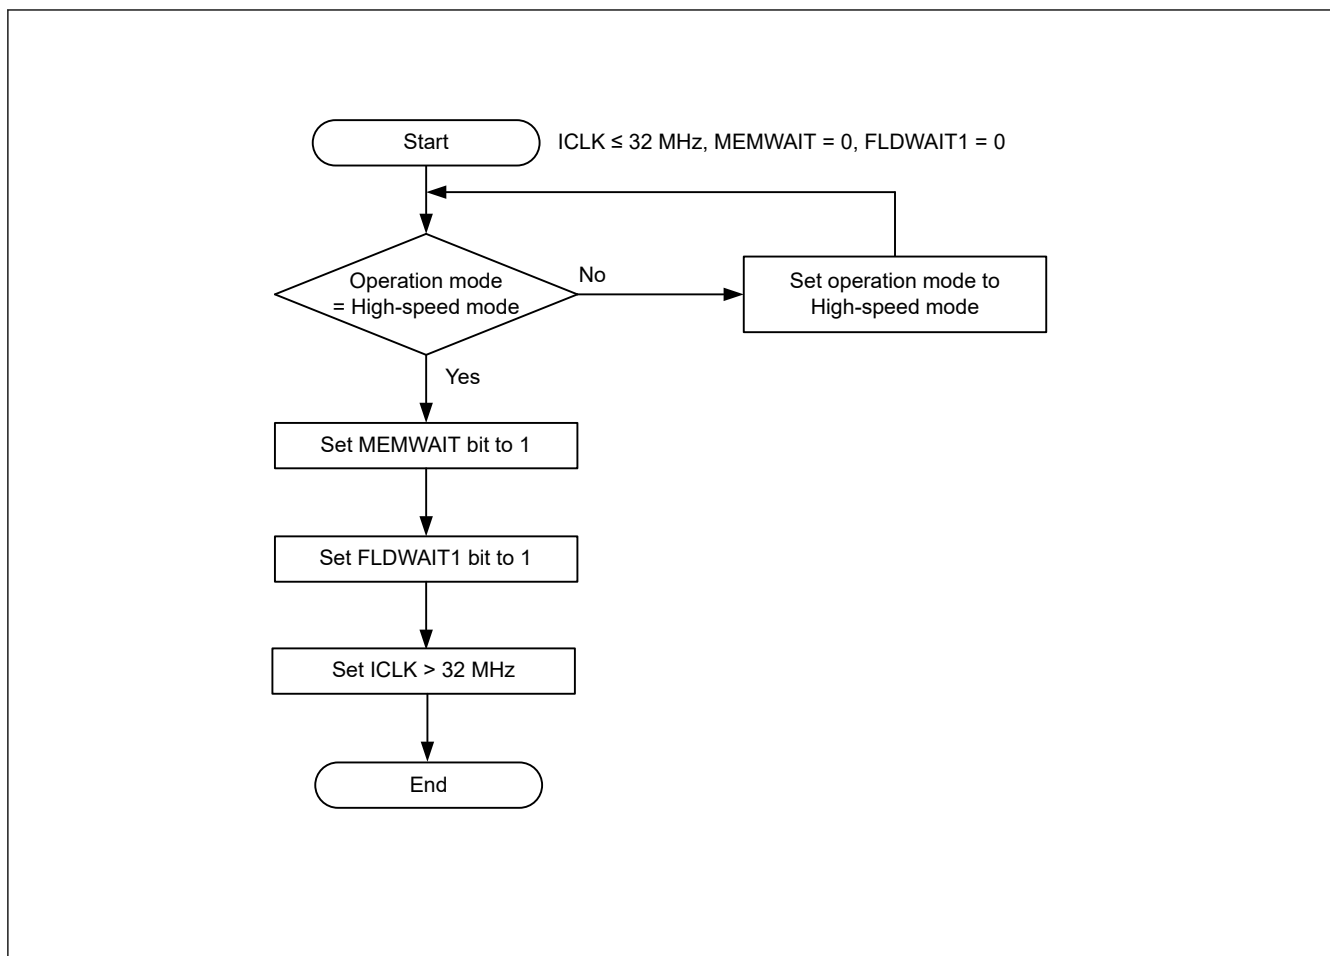 Start
ICLK ≤ 32 MHz, MEMWAIT = 0, FLDWAIT1 = 0
Operation mode
= High-speed mode
No
Set operation mode to
High-speed mode
Yes
Set MEMWAIT bit to 1
Set FLDWAIT1 bit to 1
Set ICLK > 32 MHz
End